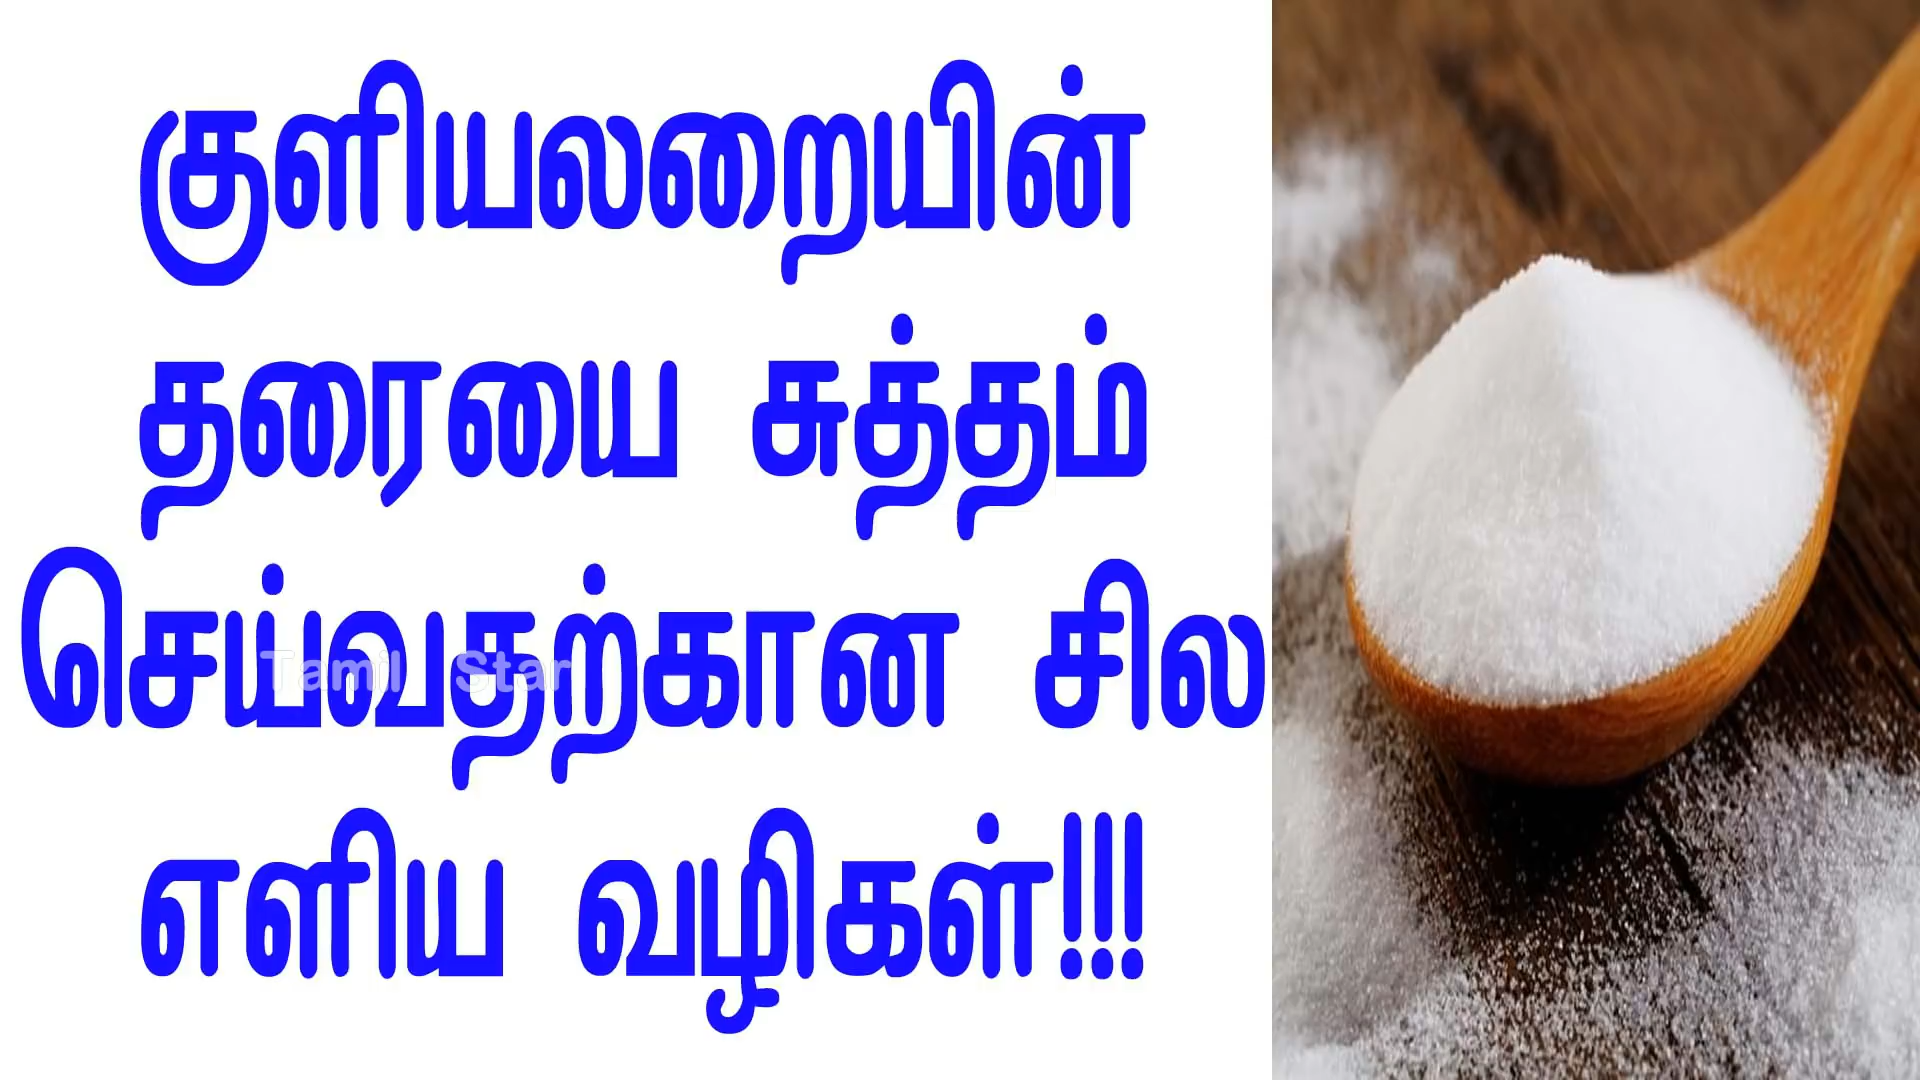 குளியலறையின்
தரையை சுத்தம்
செய்வதற்கான சில
Tamil Star
எளிய வழிகள்!!!